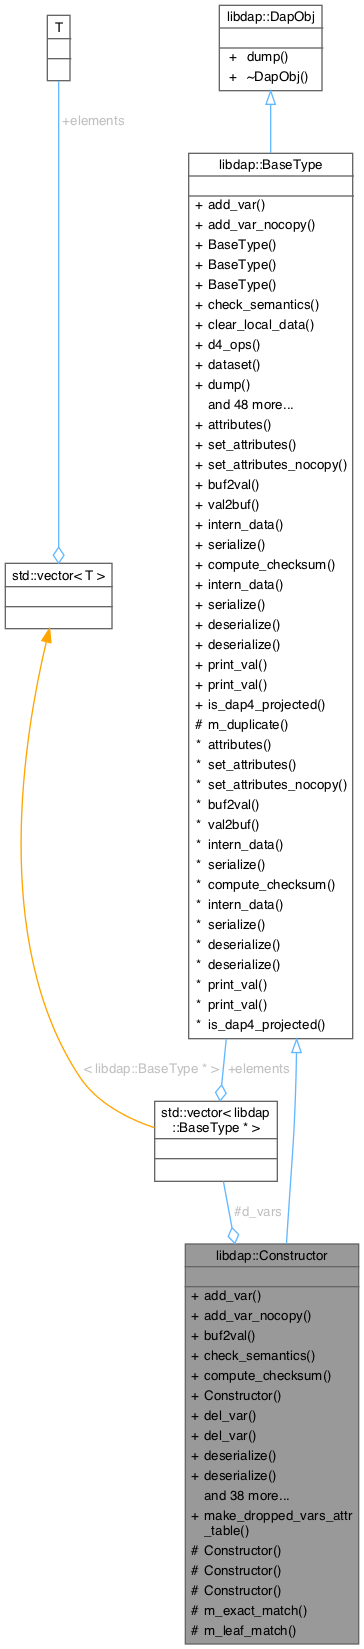 T
+elements
libdap::DapObj
+ dump()
+ ~DapObj()
libdap::BaseType
+ add_var()
+ add_var_nocopy()
+ BaseType()
+ BaseType()
+ BaseType()
+ check_semantics()
+ clear_local_data()
+ d4_ops()
+ dataset()
+ dump()
and 48 more...
+ attributes()
+ set_attributes()
+ set_attributes_nocopy()
+ buf2val()
+ val2buf()
+ intern_data()
+ serialize()
+ compute_checksum()
+ intern_data()
+ serialize()
+ deserialize()
+ deserialize()
+ print_val()
+ print_val()
+ is_dap4_projected()
# m_duplicate()
* attributes()
* set_attributes()
* set_attributes_nocopy()
* buf2val()
* val2buf()
* intern_data()
* serialize()
* compute_checksum()
* intern_data()
* serialize()
* deserialize()
* deserialize()
* print_val()
* print_val()
* is_dap4_projected()
std::vector< T >
< libdap::BaseType * >
+elements
std::vector< libdap
::BaseType * >
#d_vars
libdap::Constructor
+ add_var()
+ add_var_nocopy()
+ buf2val()
+ check_semantics()
+ compute_checksum()
+ Constructor()
+ del_var()
+ del_var()
+ deserialize()
+ deserialize()
and 38 more...
+ make_dropped_vars_attr
_table()
# Constructor()
# Constructor()
# Constructor()
# m_exact_match()
# m_leaf_match()